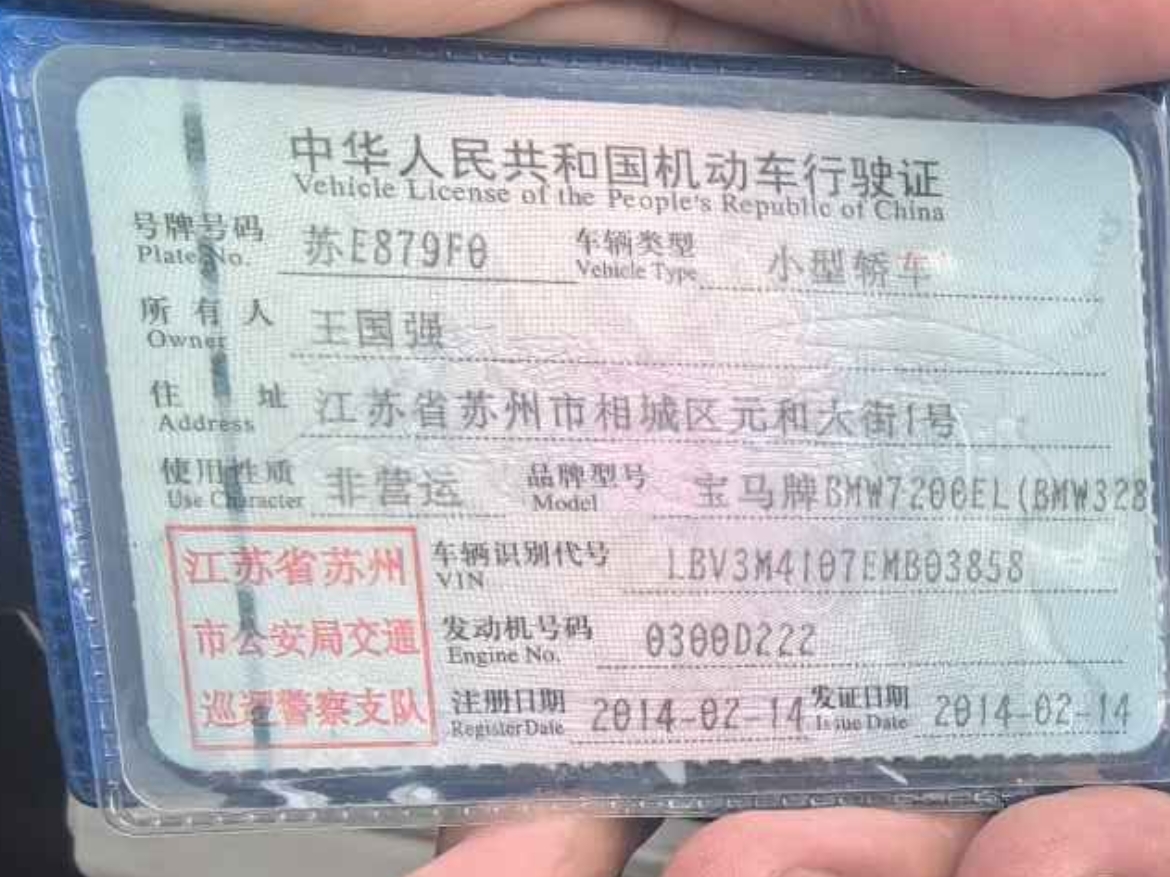 中华人民共和国机动车行驶证
Vehicle License of the People's Republic of China
号牌号码 苏E879F0 车辆类型 小型轿车
Plate No. Vehicle Type
所有人 王国强
Owner
住址 江苏省苏州市相城区元和大街1号
Address
使用性质 非营运 品牌型号 宝马牌BMW7200EL(BMW328
Use Character Model
江苏省苏州
市公安局交通
巡逻警察支队
车辆识别代号 LBV3M4107EMB03858
VIN
发动机号码 0300D222
Engine No.
注册日期 2014-02-14 发证日期 2014-02-14
Register Date Issue Date